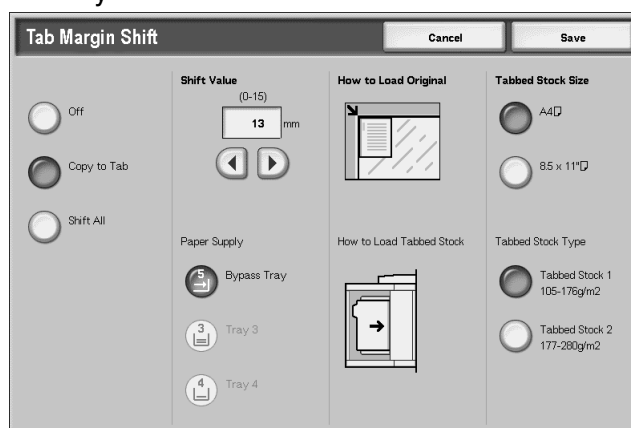 Tab Margin Shift
Cancel
Save
Off
Copy to Tab
Shift All
Shift Value
(0-15)
13 mm
Paper Supply
5 Bypass Tray
3 Tray 3
4 Tray 4
How to Load Original
How to Load Tabbed Stock
Tabbed Stock Size
A4
8.5 x 11"
Tabbed Stock Type
Tabbed Stock 1
105-176g/m2
Tabbed Stock 2
177-280g/m2